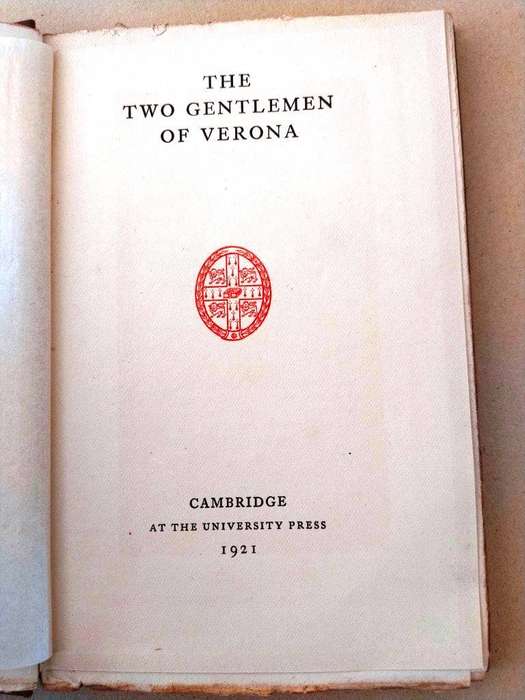 THE
TWO GENTLEMEN
OF VERONA
CAMBRIDGE
AT THE UNIVERSITY PRESS
1921